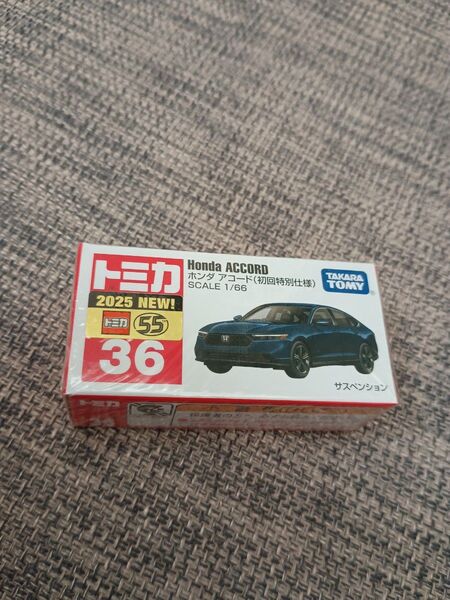 トミカ
2025 NEW!
トミカ 55
36
Honda ACCORD
ホンダ アコード(初回特別仕様)
SCALE 1/66
TAKARA
TOMY
サスペンション
トミカ